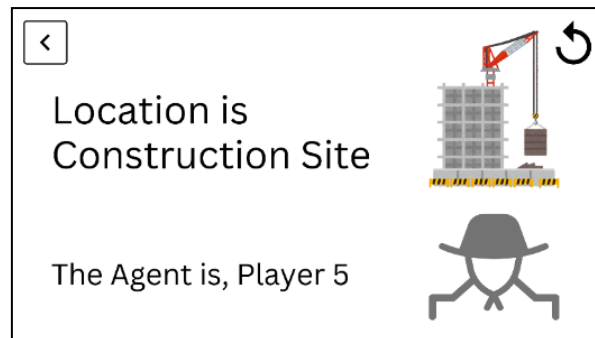 Location is
Construction Site
The Agent is, Player 5